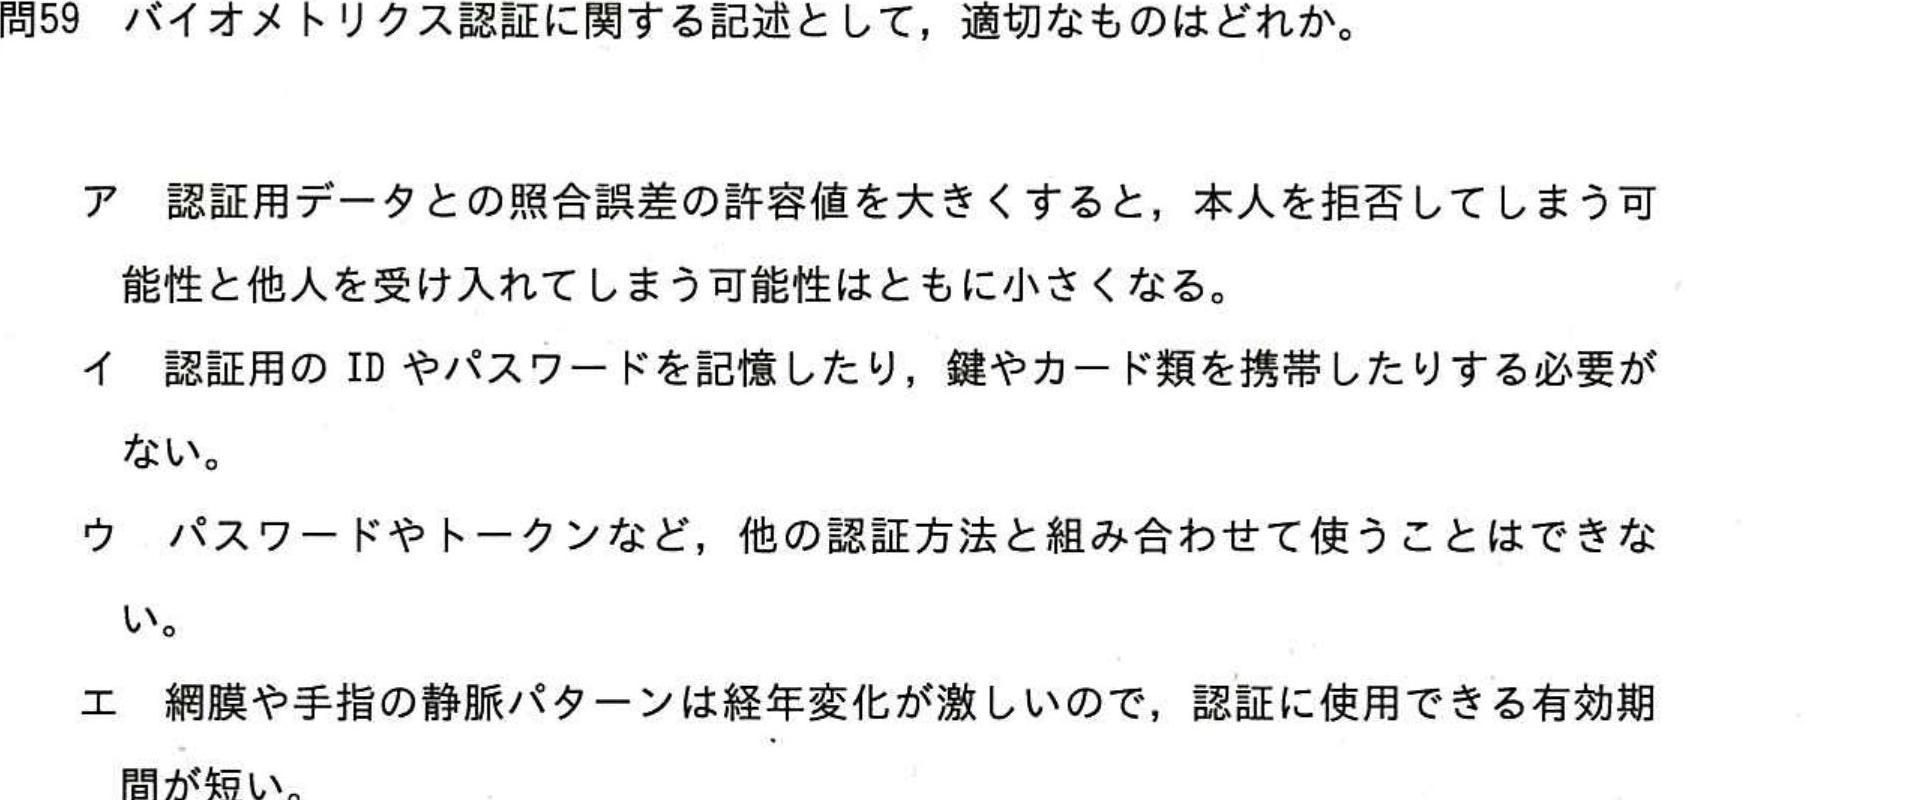 問59 バイオメトリクス認証に関する記述として，適切なものはどれか。
ア 認証用データとの照合誤差の許容値を大きくすると，本人を拒否してしまう可
能性と他人を受け入れてしまう可能性はともに小さくなる。
イ 認証用の ID やパスワードを記憶したり，鍵やカード類を携帯したりする必要が
ない。
ウ パスワードやトークンなど，他の認証方法と組み合わせて使うことはできな
い。
エ 網膜や手指の静脈パターンは経年変化が激しいので，認証に使用できる有効期
間が短い。